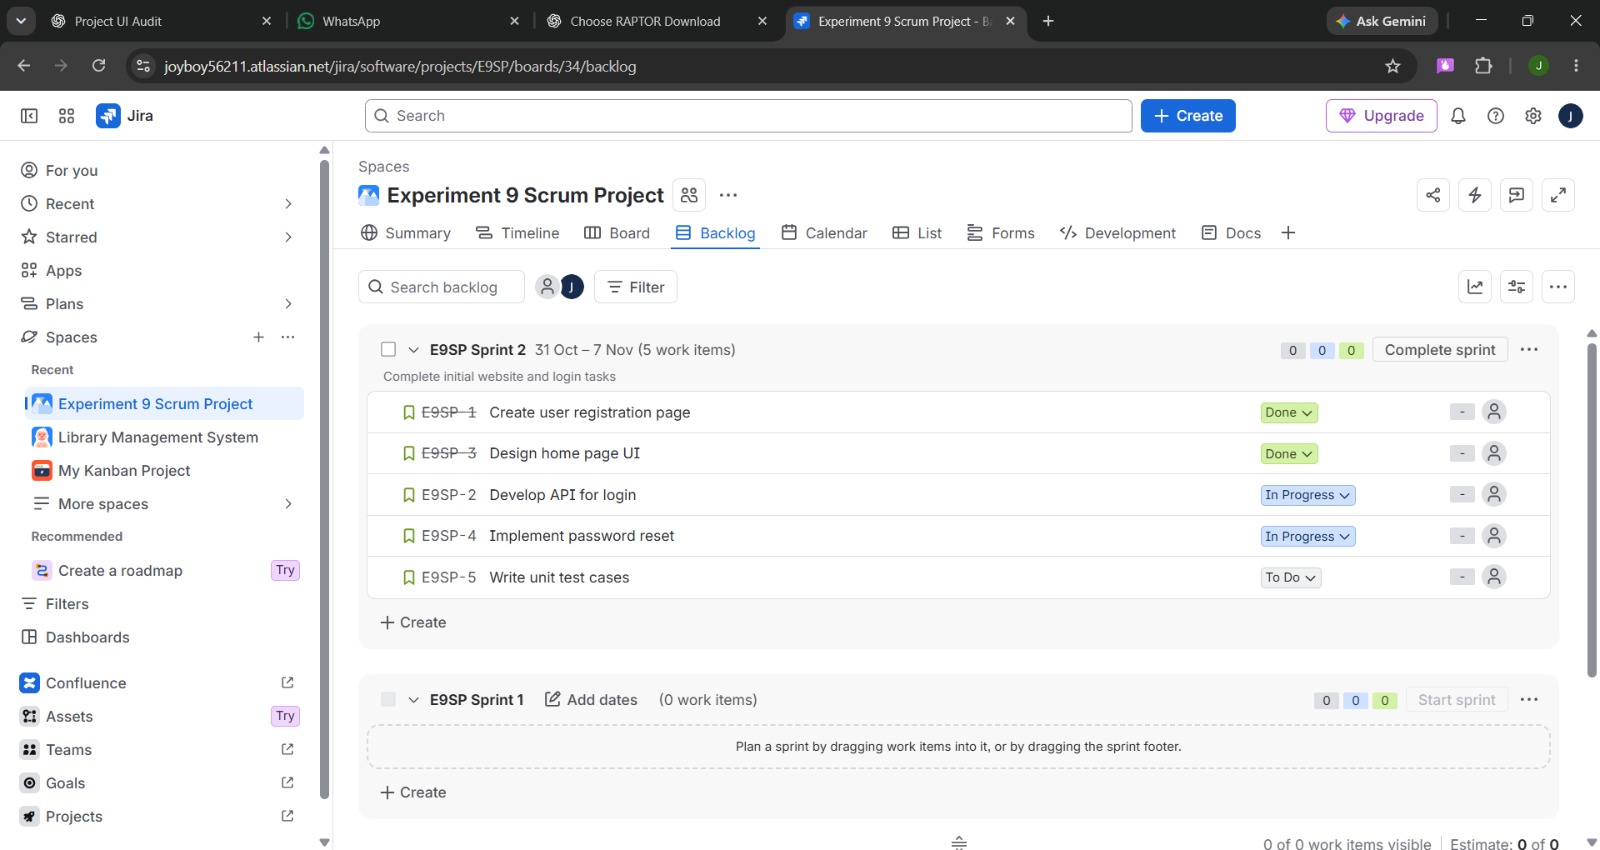 Project UI Audit
WhatsApp
Choose RAPTOR Download
Experiment 9 Scrum Project - Ba
Ask Gemini
joyboy56211.atlassian.net/jira/software/projects/E9SP/boards/34/backlog
J
Jira
Search
Create
Upgrade
J
For you
Recent
Starred
Apps
Plans
Spaces
Recent
Experiment 9 Scrum Project
Library Management System
My Kanban Project
More spaces
Recommended
Create a roadmap Try
Filters
Dashboards
Confluence
Assets Try
Teams
Goals
Projects
Spaces
Experiment 9 Scrum Project
Summary Timeline Board Backlog Calendar List Forms Development Docs
Search backlog J Filter
E9SP Sprint 2 31 Oct – 7 Nov (5 work items) 0 0 0 Complete sprint
Complete initial website and login tasks
E9SP-1 Create user registration page Done -
E9SP-3 Design home page UI Done -
E9SP-2 Develop API for login In Progress -
E9SP-4 Implement password reset In Progress -
E9SP-5 Write unit test cases To Do -
Create
E9SP Sprint 1 Add dates (0 work items) 0 0 0 Start sprint
Plan a sprint by dragging work items into it, or by dragging the sprint footer.
Create
0 of 0 work items visible Estimate: 0 of 0